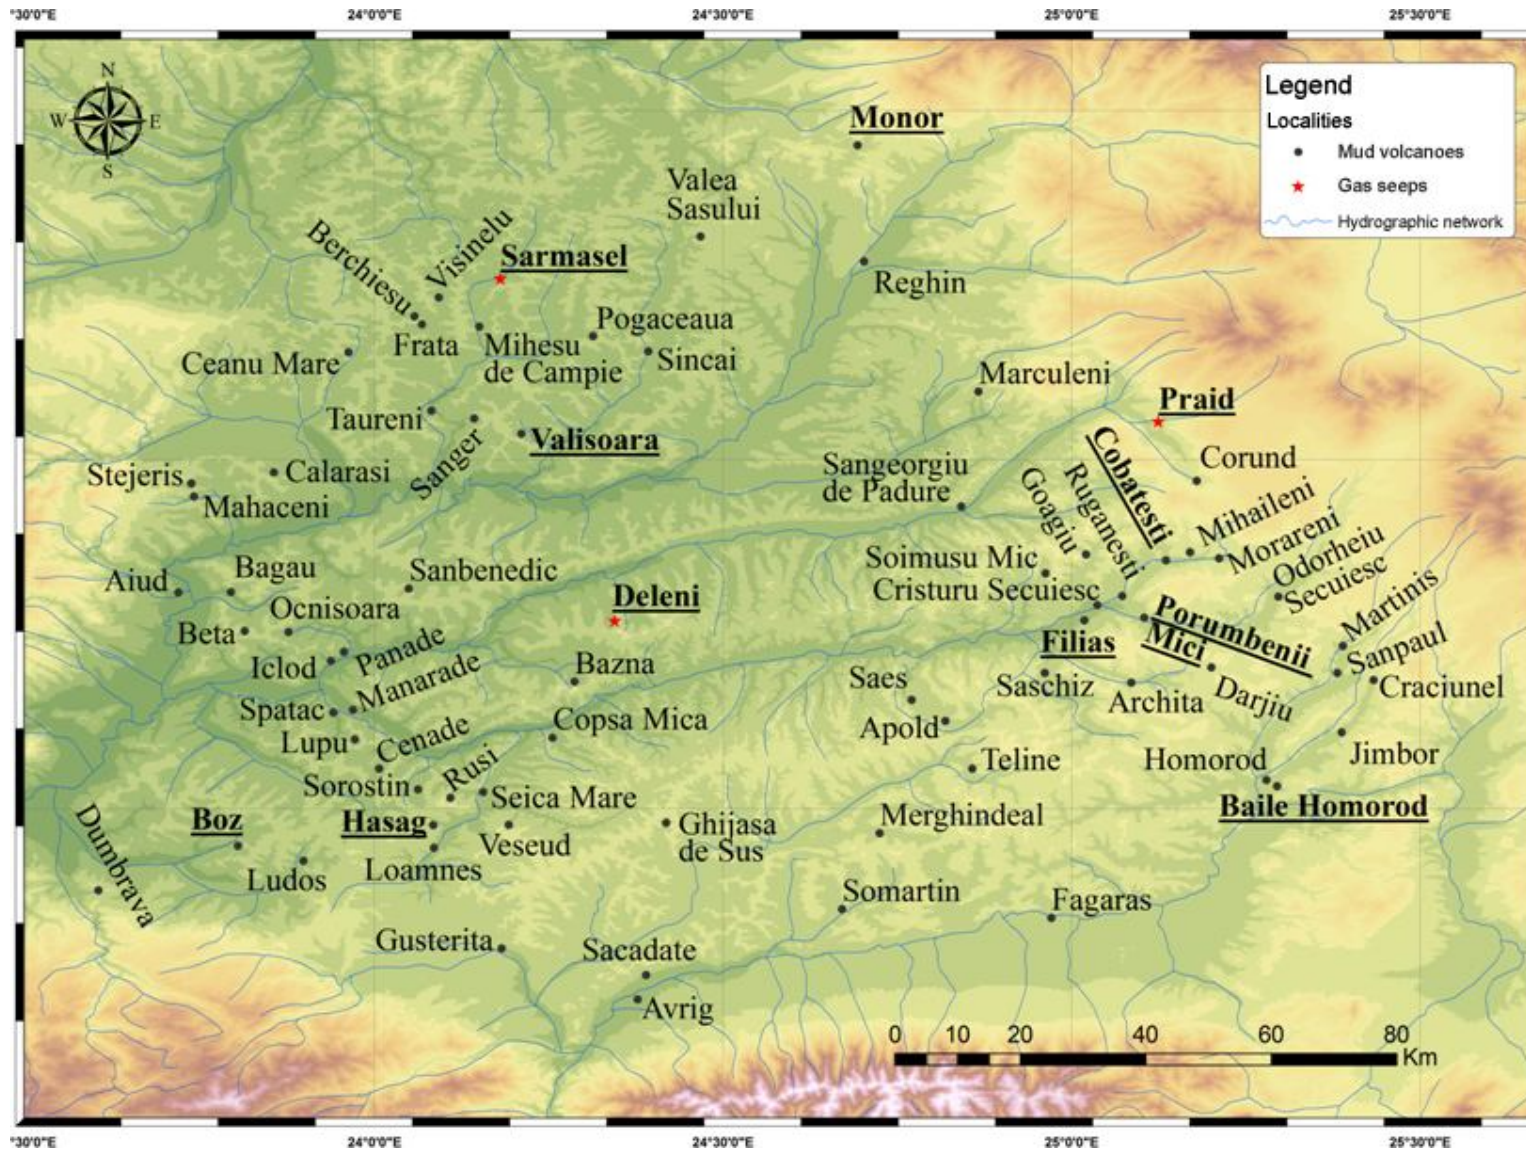 °30'0"E 24°0'0"E 24°30'0"E 25°0'0"E 25°30'0"E
N
W E
S
Legend
Localities
Mud volcanoes
Gas seeps
Hydrographic network
Monor
Valea
Sasului
Berchiesu
Visinelu
Sarmasel
Reghin
Frata
Mihesu
de Campie
Pogaceaua
Sincai
Ceanu Mare
Marculeni
Praid
Taureni
Sanger
Valisoara
Stejeris
Calarasi
Mahaceni
Sangeorgiu
de Padure
Goagiu
Ruganesti
Cobatesti
Corund
Mihaileni
Morareni
Odorheiu
Secuiesc
Aiud
Bagau
Sanbenedic
Soimusu Mic
Cristuru Secuiesc
Ocnisoara
Beta
Deleni
Filias
Porumbenii
Mici
Martinis
Sanpaul
Craciunel
Iclod
Panade
Manarade
Bazna
Saes
Saschiz
Archita
Darjiu
Spatac
Lupu
Cenade
Copsa Mica
Apold
Teline
Homorod
Jimbor
Baile Homorod
Sorostin
Rusi
Seica Mare
Boz
Hasag
Veseud
Ghijasa
de Sus
Merghindeal
Dumbrava
Ludos
Loamnes
Somartin
Fagaras
Gusterita
Sacadate
Avrig
0 10 20 40 60 80
Km
°30'0"E 24°0'0"E 24°30'0"E 25°0'0"E 25°30'0"E